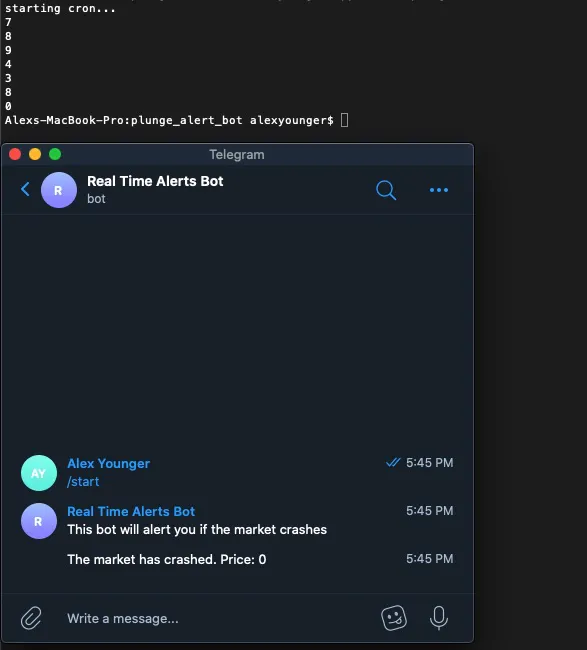 starting cron...
7
8
9
4
3
8
0
Alexs-MacBook-Pro:plunge_alert_bot alexyounger$
Telegram
R
Real Time Alerts Bot
bot
AY
Alex Younger
5:45 PM
/start
R
Real Time Alerts Bot
5:45 PM
This bot will alert you if the market crashes
The market has crashed. Price: 0
5:45 PM
Write a message...